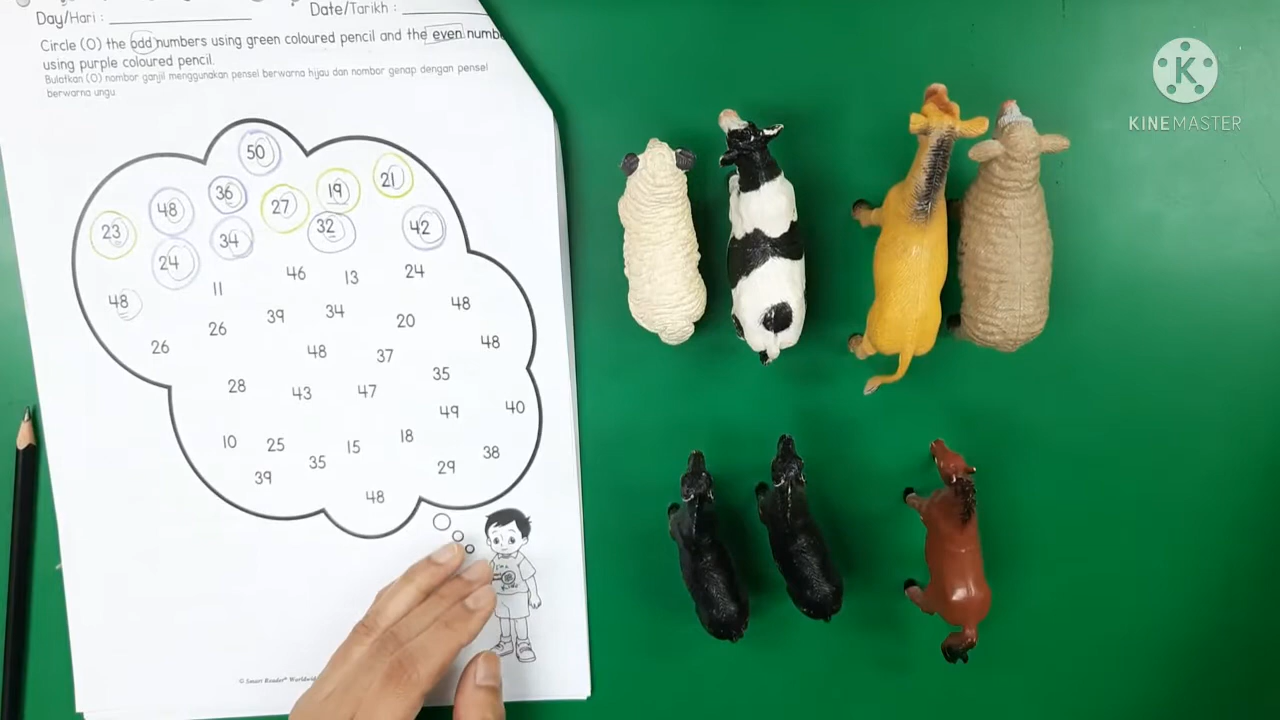 Day/Hari :
Date/Tarikh :
Circle (O) the odd numbers using green coloured pencil and the even numb
using purple coloured pencil.
Bulatkan (O) nombor ganjil menggunakan pensel berwarna hijau dan nombor genap dengan pensel
berwarna ungu
50
23 48 36 27 19 21
24 34 32 42
48 11 46 13 24
26 26 39 34 20 48
48 37 48
28 43 47 35
49 40
10 25 35 15 18
39 29 38
48
© Smart Reader® Worldwid
K
KINEMASTER